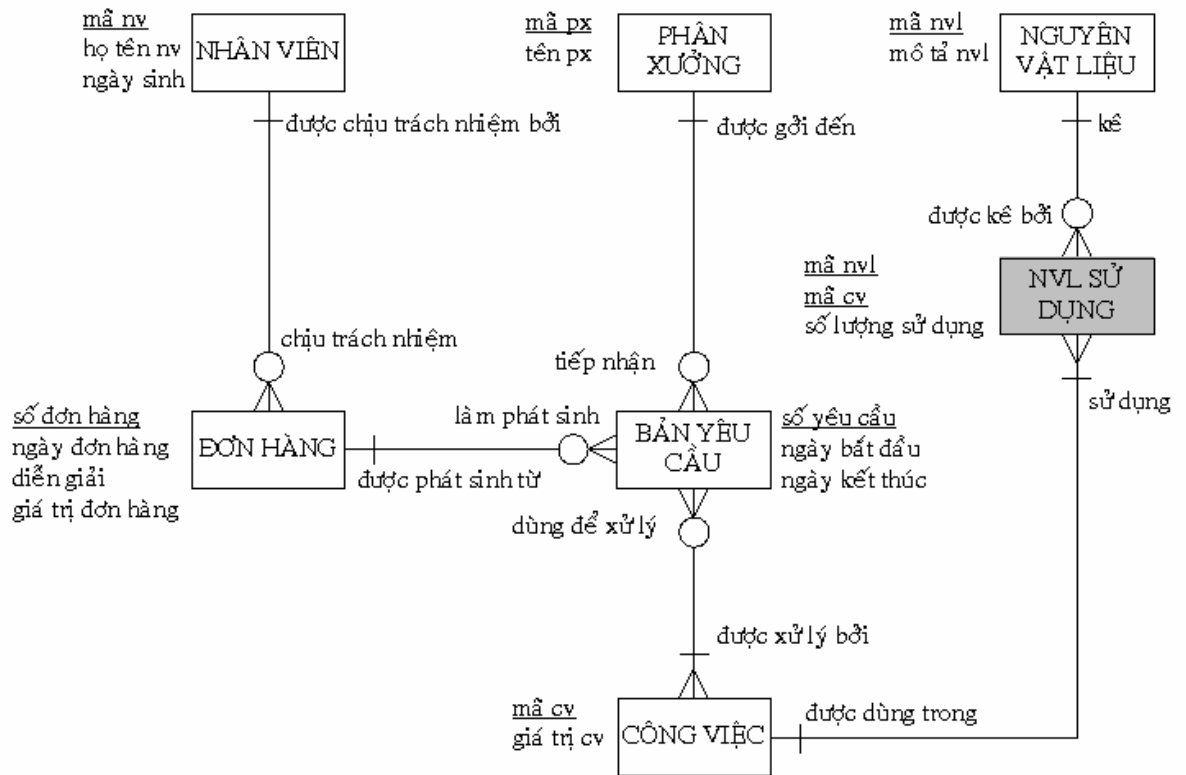 mã nv
họ tên nv
ngày sinh
NHÂN VIÊN
mã px
tên px
PHÂN
XƯỞNG
mã nvl
mô tả nvl
NGUYÊN
VẬT LIỆU
được chịu trách nhiệm bởi
được gởi đến
kê
được kê bởi
mã nvl
mã cv
số lượng sử dụng
NVL SỬ
DỤNG
chịu trách nhiệm
tiếp nhận
sử dụng
số đơn hàng
ngày đơn hàng
diễn giải
giá trị đơn hàng
ĐƠN HÀNG
làm phát sinh
được phát sinh từ
BẢN YÊU
CẦU
số yêu cầu
ngày bất đầu
ngày kết thúc
dùng để xử lý
được xử lý bởi
mã cv
giá trị cv
CÔNG VIỆC
được dùng trong